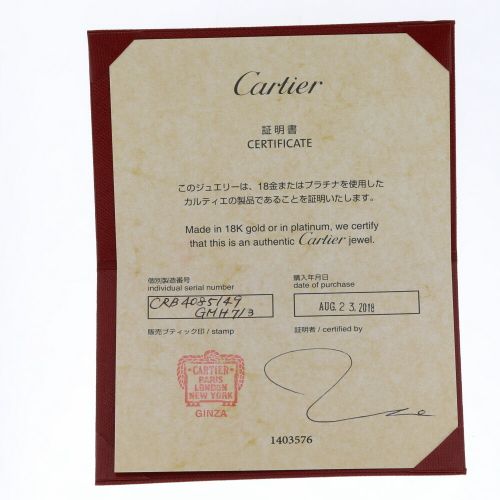 Cartier
証明書
CERTIFICATE
このジュエリーは、18金またはプラチナを使用した
カルティエの製品であることを証明いたします。
Made in 18K gold or in platinum, we certify
that this is an authentic Cartier jewel.
個別製造番号
individual serial number
CRB4085149
GMH713
購入年月日
date of purchase
AUG. 23. 2018
販売ブティック印 / stamp
証明者 / certified by
CARTIER
PARIS
LONDON
NEW YORK
GINZA
1403576